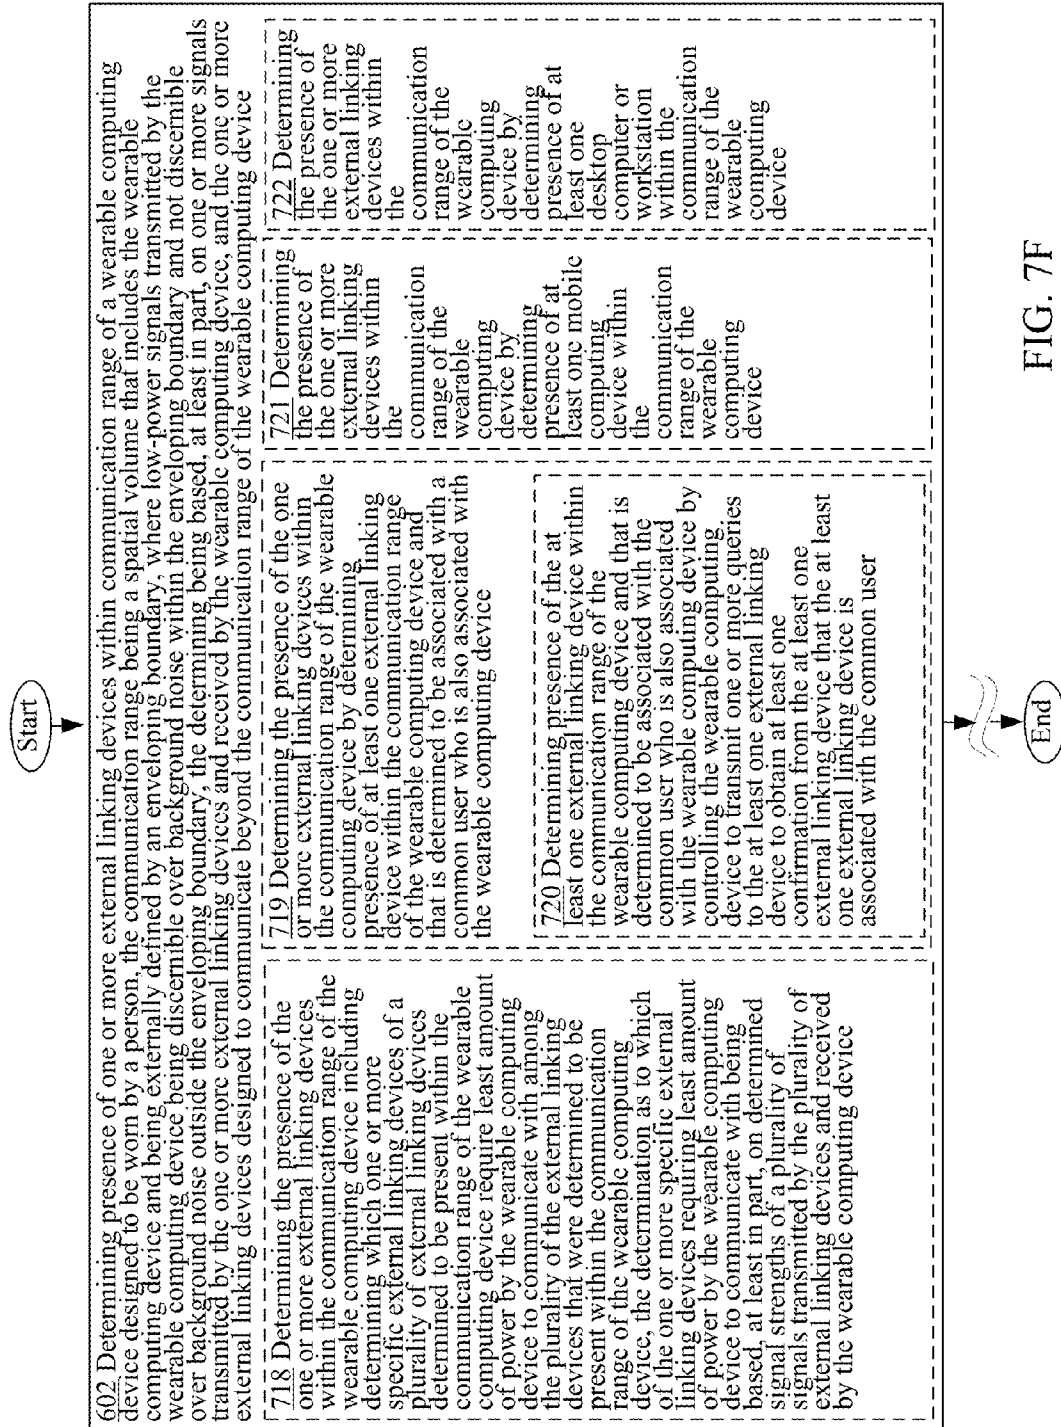 Start
602 Determining presence of one or more external linking devices within communication range of a wearable computing
device designed to be worn by a person, the communication range being a spatial volume that includes the wearable
computing device and being externally defined by an enveloping boundary, where low-power signals transmitted by the
wearable computing device being discernible over background noise within the enveloping boundary and not discernible
over background noise outside the enveloping boundary, the determining being based, at least in part, on one or more signals
transmitted by the one or more external linking devices and received by the wearable computing device, and the one or more
external linking devices designed to communicate beyond the communication range of the wearable computing device
718 Determining the presence of the
one or more external linking devices
within the communication range of the
wearable computing device including
determining which one or more
specific external linking devices of a
plurality of external linking devices
determined to be present within the
communication range of the wearable
computing device require least amount
of power by the wearable computing
device to communicate with among
the plurality of the external linking
devices that were determined to be
present within the communication
range of the wearable computing
device, the determination as to which
of the one or more specific external
linking devices requiring least amount
of power by the wearable computing
device to communicate with being
based, at least in part, on determined
signal strengths of a plurality of
signals transmitted by the plurality of
external linking devices and received
by the wearable computing device
719 Determining the presence of the one
or more external linking devices within
the communication range of the wearable
computing device by determining
presence of at least one external linking
device within the communication range
of the wearable computing device and
that is determined to be associated with a
common user who is also associated with
the wearable computing device
720 Determining presence of the at
least one external linking device within
the communication range of the
wearable computing device and that is
determined to be associated with the
common user who is also associated
with the wearable computing device by
controlling the wearable computing
device to transmit one or more queries
to the at least one external linking
device to obtain at least one
confirmation from the at least one
external linking device that the at least
one external linking device is
associated with the common user
721 Determining
the presence of
the one or more
external linking
devices within
the
communication
range of the
wearable
computing
device by
determining
presence of at
least one mobile
computing
device within
the
communication
range of the
wearable
computing
device
722 Determining
the presence of
the one or more
external linking
devices within
the
communication
range of the
wearable
computing
device by
determining
presence of at
least one
desktop
computer or
workstation
within the
communication
range of the
wearable
computing
device
End
FIG. 7F